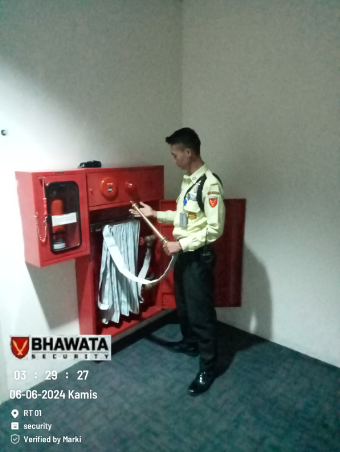 BHAWATA
SECURITY
03 : 29 : 27
06-06-2024 Kamis
RT 01
security
Verified by Marki